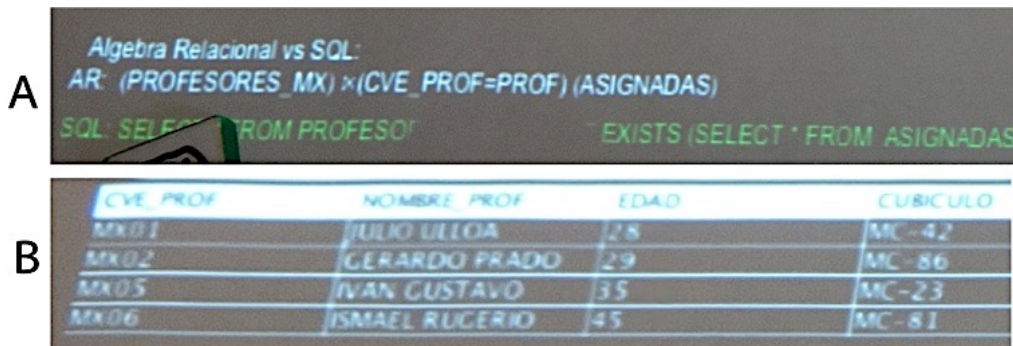 A
Algebra Relacional vs SQL:
AR: (PROFESORES_MX) ⋉(CVE_PROF=PROF) (ASIGNADAS)
SQL: FROM EXISTS (SELECT * FROM ASIGNADAS
B
CVE_PROF NOMBRE_PROF EDAD CUBICULO
MX01 JULIO ULLOA 28 MC-42
MX02 GERARDO PRADO 29 MC-86
MX05 IVAN GUSTAVO 35 MC-23
MX06 ISMAEL RUGERIO 45 MC-81